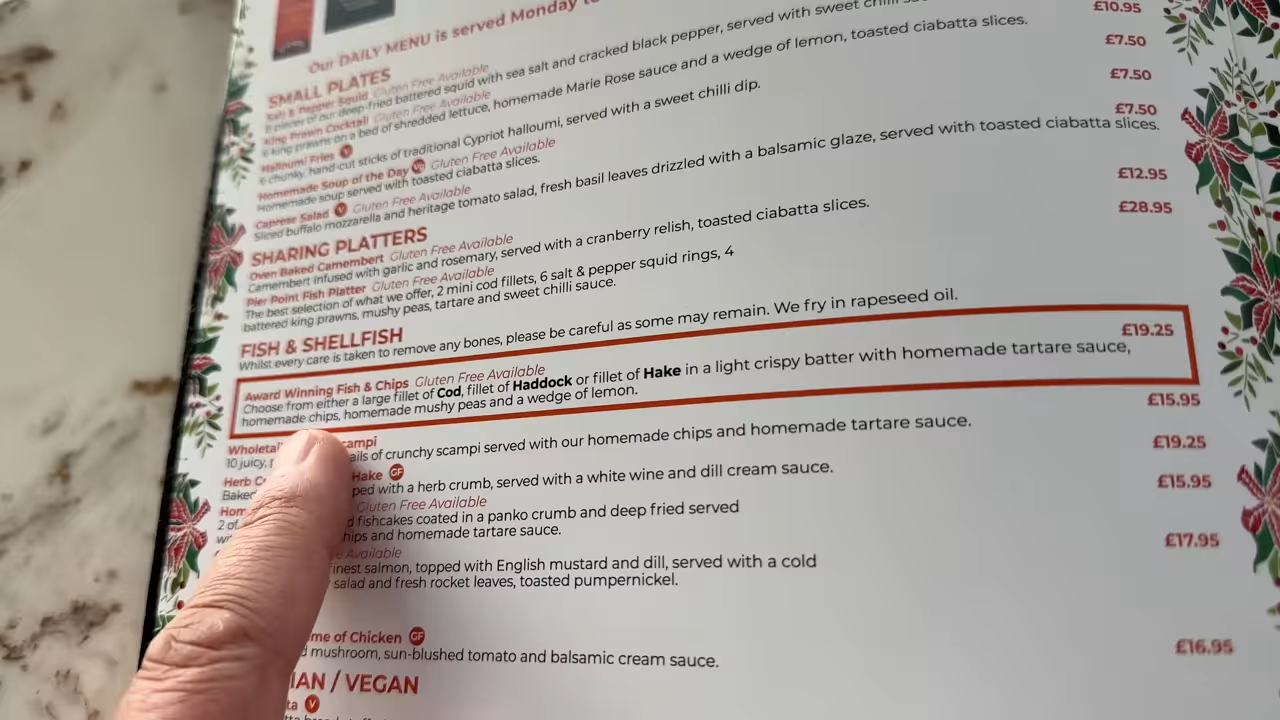 Our DAILY MENU is served Monday to
SMALL PLATES
£10.95
Salt & Pepper Squid Gluten Free Available
8 pieces of our deep-fried battered squid with sea salt and cracked black pepper, served with sweet chilli
£7.50
King Prawn Cocktail Gluten Free Available
6 king prawns on a bed of shredded lettuce, homemade Marie Rose sauce and a wedge of lemon, toasted ciabatta slices.
£7.50
Halloumi Fries V
6 chunky, hand-cut sticks of traditional Cypriot halloumi, served with a sweet chilli dip.
£7.50
Homemade Soup of the Day Gluten Free Available
Homemade soup served with toasted ciabatta slices.
Caprese Salad V Gluten Free Available
Sliced buffalo mozzarella and heritage tomato salad, fresh basil leaves drizzled with a balsamic glaze, served with toasted ciabatta slices.
SHARING PLATTERS
£12.95
Oven Baked Camembert Gluten Free Available
Camembert infused with garlic and rosemary, served with a cranberry relish, toasted ciabatta slices.
£28.95
Pier Point Fish Platter Gluten Free Available
The best selection of what we offer, 2 mini cod fillets, 6 salt & pepper squid rings, 4
battered king prawns, mushy peas, tartare and sweet chilli sauce.
FISH & SHELLFISH
Whilst every care is taken to remove any bones, please be careful as some may remain. We fry in rapeseed oil.
Award Winning Fish & Chips Gluten Free Available £19.25
Choose from either a large fillet of Cod, fillet of Haddock or fillet of Hake in a light crispy batter with homemade tartare sauce,
homemade chips, homemade mushy peas and a wedge of lemon.
Wholetail campi £15.95
10 juicy, ails of crunchy scampi served with our homemade chips and homemade tartare sauce.
Herb Hake GF £19.25
Baked ped with a herb crumb, served with a white wine and dill cream sauce.
Hom Gluten Free Available £15.95
2 of d fishcakes coated in a panko crumb and deep fried served
wi hips and homemade tartare sauce.
e Available £17.95
inest salmon, topped with English mustard and dill, served with a cold
salad and fresh rocket leaves, toasted pumpernickel.
me of Chicken GF £16.95
d mushroom, sun-blushed tomato and balsamic cream sauce.
IAN / VEGAN
ta V